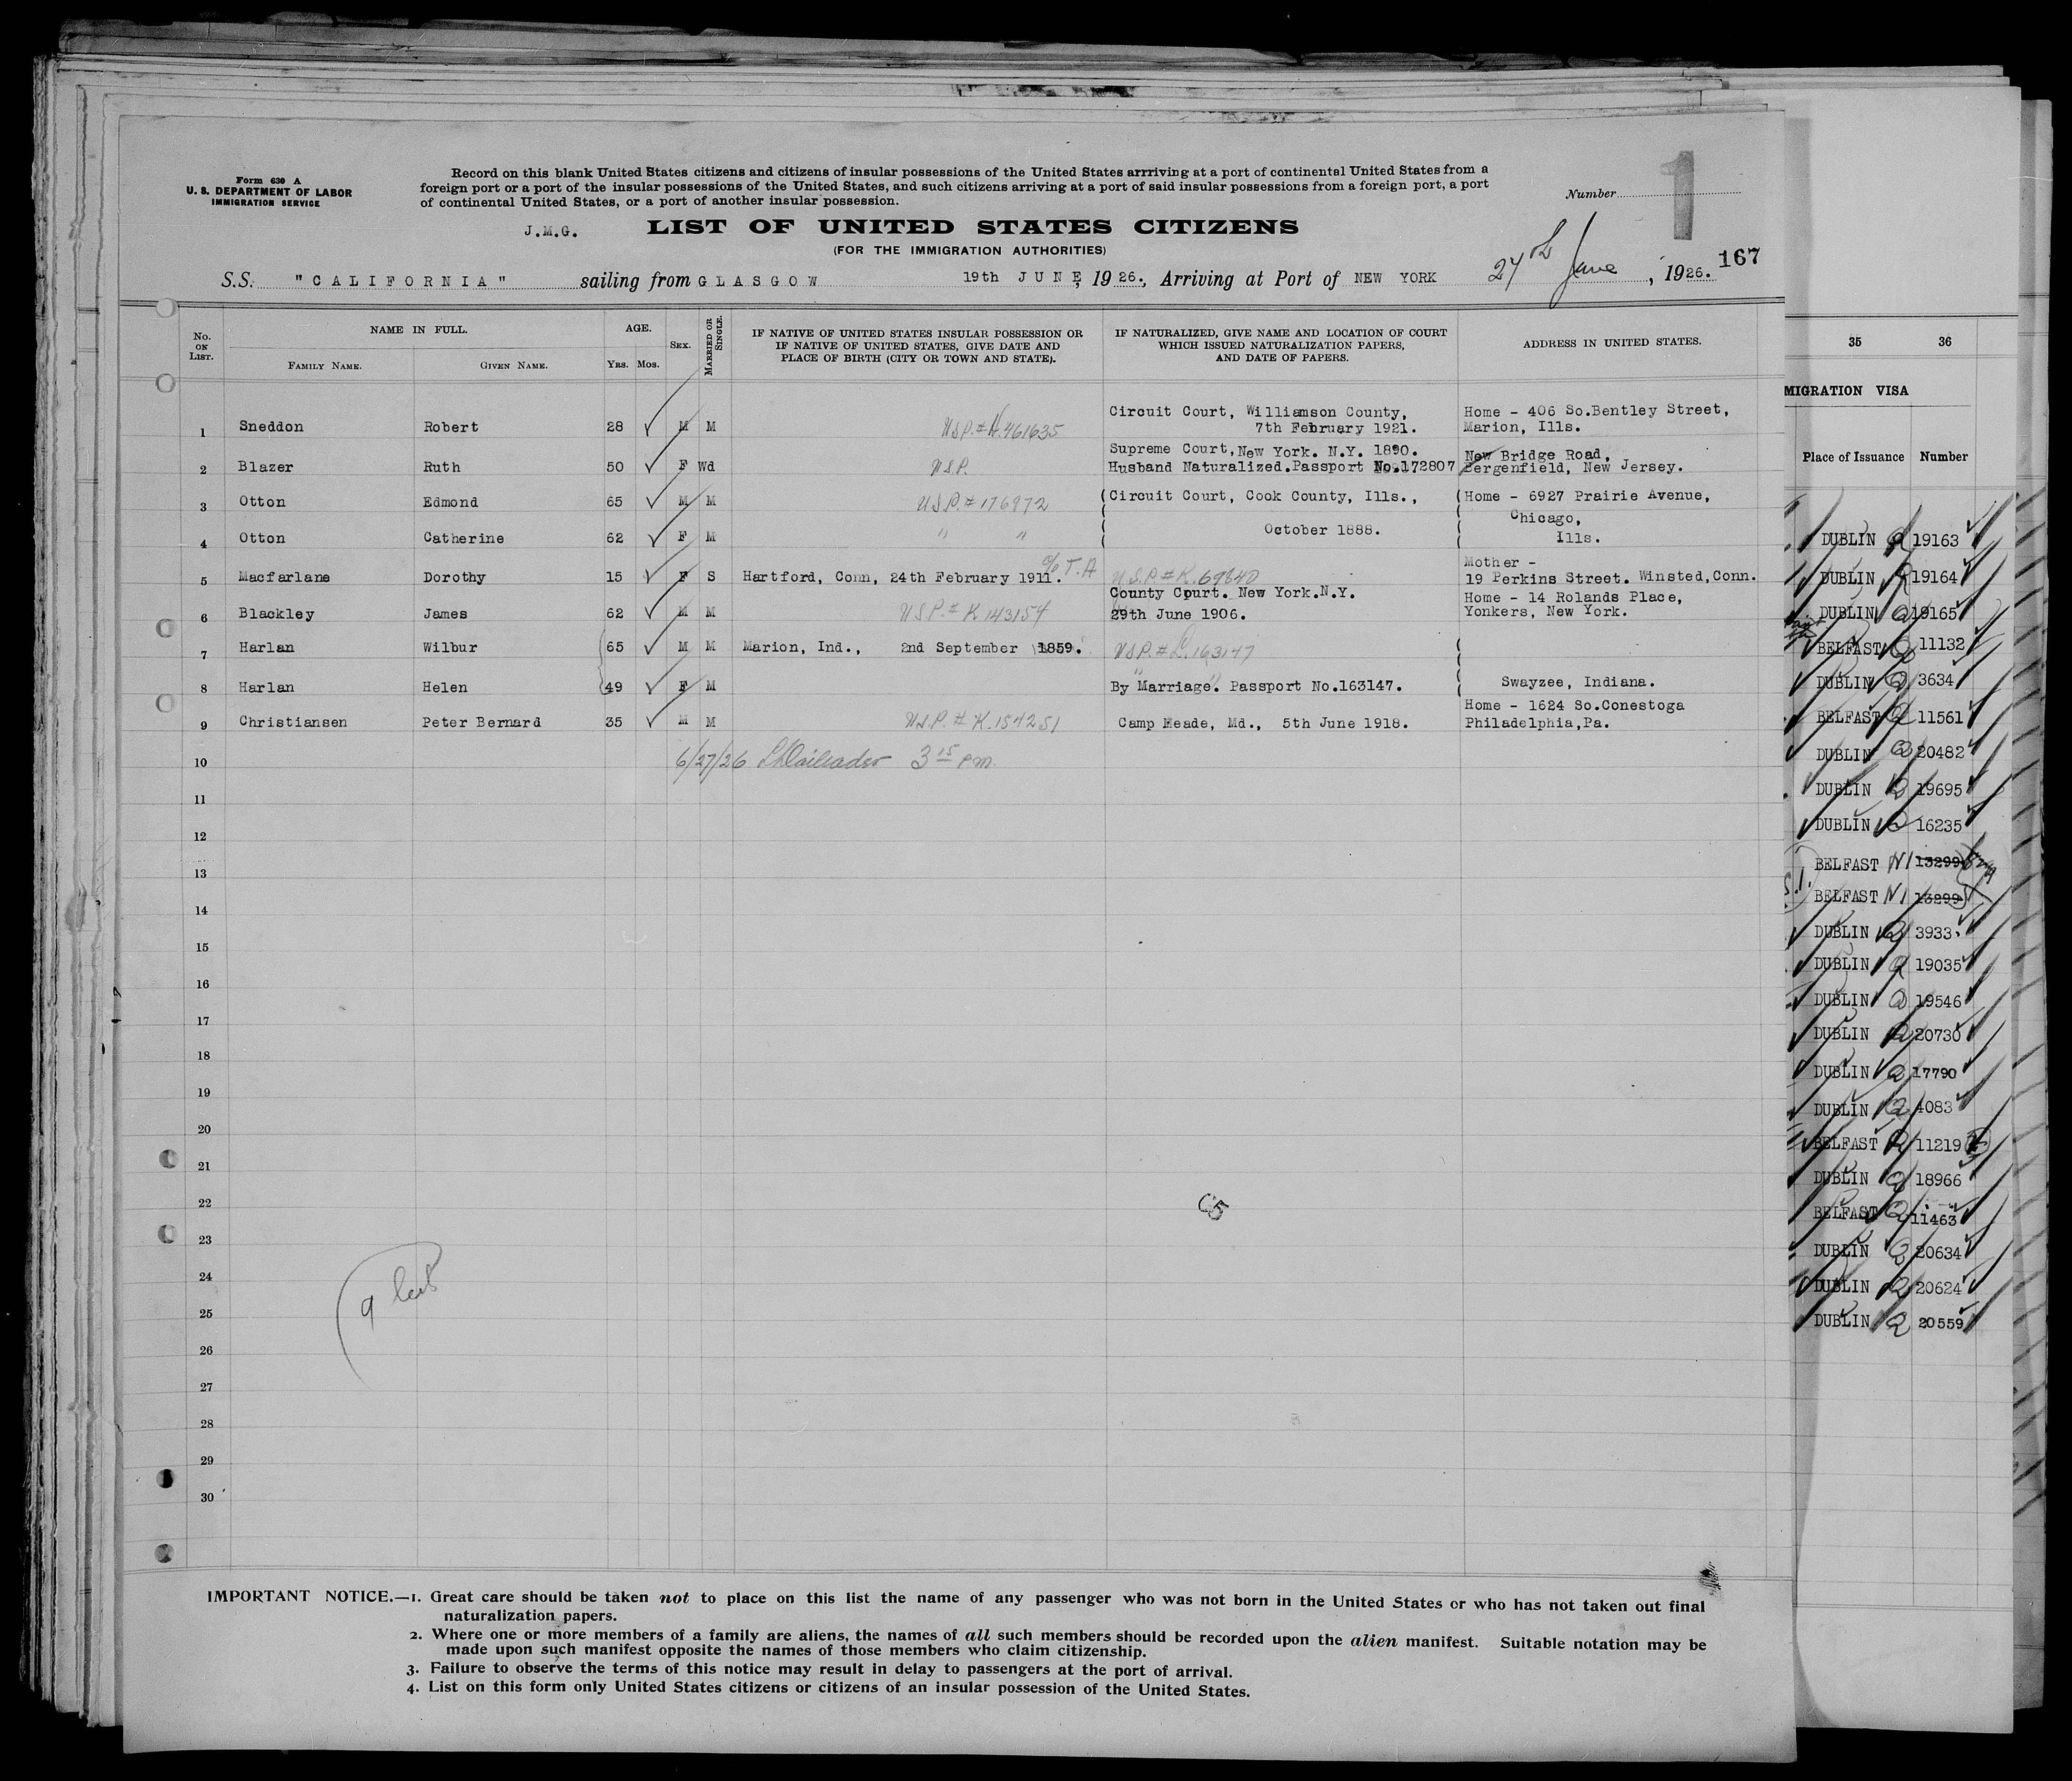 Form 630 A
U. S. DEPARTMENT OF LABOR
IMMIGRATION SERVICE
Record on this blank United States citizens and citizens of insular possessions of the United States arrriving at a port of continental United States from a
foreign port or a port of the insular possessions of the United States, and such citizens arriving at a port of said insular possessions from a foreign port, a port
of continental United States, or a port of another insular possession.
Number
1
J.M.G. LIST OF UNITED STATES CITIZENS
(FOR THE IMMIGRATION AUTHORITIES)
167
S.S. "CALIFORNIA" sailing from GLASGOW 19th JUNE, 1926., Arriving at Port of NEW YORK 27th June, 1926.
No. ON LIST.
NAME IN FULL.
FAMILY NAME. GIVEN NAME.
AGE.
YRS. MOS.
SEX.
MARRIED OR SINGLE.
IF NATIVE OF UNITED STATES INSULAR POSSESSION OR
IF NATIVE OF UNITED STATES, GIVE DATE AND
PLACE OF BIRTH (CITY OR TOWN AND STATE).
IF NATURALIZED, GIVE NAME AND LOCATION OF COURT
WHICH ISSUED NATURALIZATION PAPERS,
AND DATE OF PAPERS.
ADDRESS IN UNITED STATES.
Circuit Court, Williamson County, Home - 406 So.Bentley Street,
1 Sneddon Robert 28 M M U.S.P.# H.461635 7th February 1921. Marion, Ills.
Supreme Court, New York. N.Y. 1890. New Bridge Road,
2 Blazer Ruth 50 F Wd U.S.P. Husband Naturalized.Passport No.172807 Bergenfield, New Jersey.
3 Otton Edmond 65 M M U.S.P.# 176972 (Circuit Court, Cook County, Ills., (Home - 6927 Prairie Avenue,
Chicago,
4 Otton Catherine 62 F M " " October 1888. Ills.
Mother -
5 Macfarlane Dorothy 15 F S Hartford, Conn, 24th February 1911. U.S.P.# K.69840 19 Perkins Street. Winsted,Conn.
County Court. New York.N.Y. Home - 14 Rolands Place,
6 Blackley James 62 M M U.S.P.# K 143154 29th June 1906. Yonkers, New York.
7 Harlan Wilbur 65 M M Marion, Ind., 2nd September 1859. U.S.P.# L.163147
8 Harlan Helen 49 F M By "Marriage". Passport No.163147. Swayzee, Indiana.
Home - 1624 So.Conestoga
9 Christiansen Peter Bernard 35 M M U.S.P.# K.154251 Camp Meade, Md., 5th June 1918. Philadelphia,Pa.
10 6/27/26 3 15 P.M.
11
12
13
14
15
16
17
18
19
20
21
22
23
24
25
26
27
28
29
30
IMPORTANT NOTICE.—1. Great care should be taken not to place on this list the name of any passenger who was not born in the United States or who has not taken out final
naturalization papers.
2. Where one or more members of a family are aliens, the names of all such members should be recorded upon the alien manifest. Suitable notation may be
made upon such manifest opposite the names of those members who claim citizenship.
3. Failure to observe the terms of this notice may result in delay to passengers at the port of arrival.
4. List on this form only United States citizens or citizens of an insular possession of the United States.
35 36
MIGRATION VISA
Place of Issuance Number
DUBLIN 19163
DUBLIN 19164
DUBLIN 19165
BELFAST 11132
DUBLIN 3634
BELFAST 11561
DUBLIN 20482
DUBLIN 19695
DUBLIN 16235
BELFAST 13299
BELFAST 13299
DUBLIN 3933
DUBLIN 19035
DUBLIN 19546
DUBLIN 20730
DUBLIN 17790
DUBLIN 4083
BELFAST 11219
DUBLIN 18966
BELFAST 11463
DUBLIN 20634
DUBLIN 20624
DUBLIN 20559